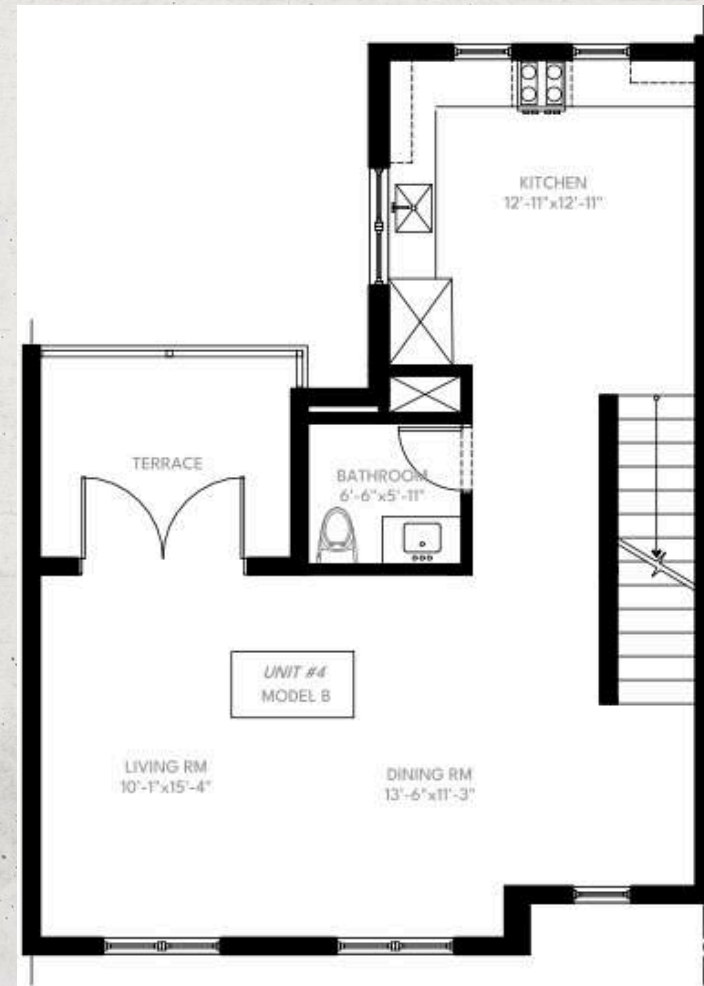 KITCHEN
12'-11"x12'-11"
TERRACE
BATHROOM
6'-6"x5'-11"
UNIT #4
MODEL B
LIVING RM
10'-1"x15'-4"
DINING RM
13'-6"x11'-3"